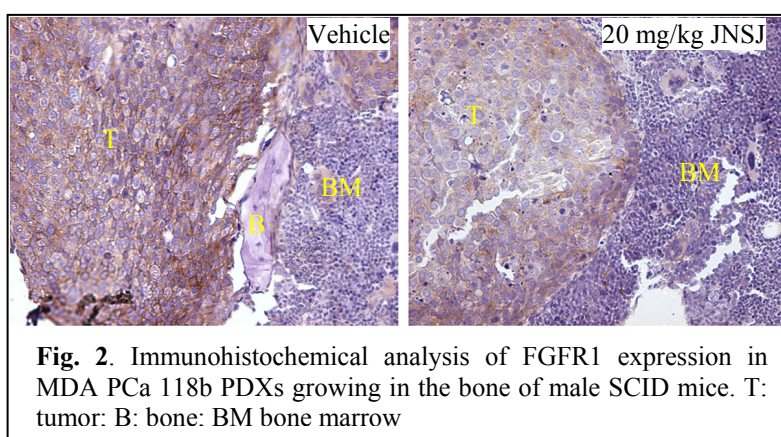 Vehicle
20 mg/kg JNSJ
T
T
BM
BM
B
Fig. 2. Immunohistochemical analysis of FGFR1 expression in
MDA PCa 118b PDXs growing in the bone of male SCID mice. T:
tumor; B: bone; BM bone marrow